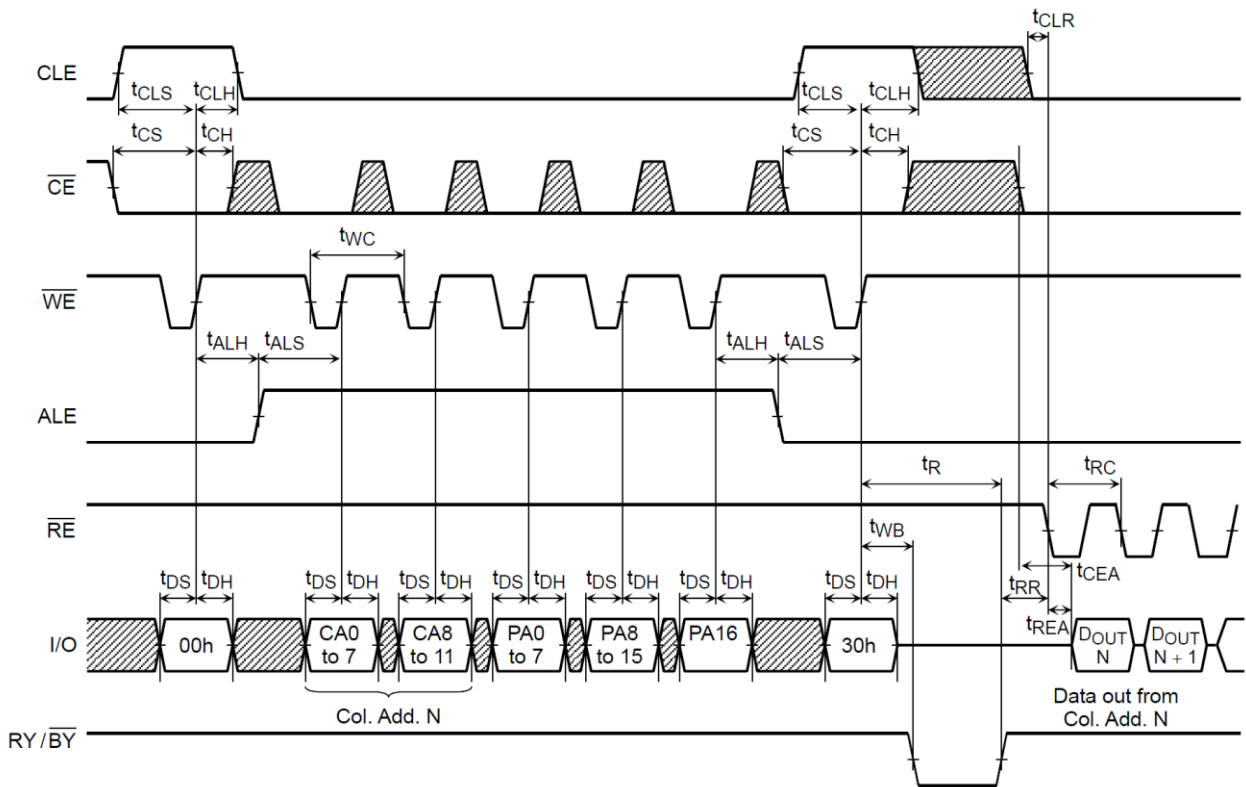 tCLR
CLE
tCLS tCLH tCLS tCLH
tCS tCH tCS tCH
CE
tWC
WE
tALH tALS tALH tALS
ALE
tR tRC
RE
tWB
tCEA
tDS tDH tDS tDH tDS tDH tDS tDH tDS tDH tDS tDH tDS tDH tRR
tREA
I/O 00h CA0 to 7 CA8 to 11 PA0 to 7 PA8 to 15 PA16 30h DOUT N DOUT N + 1
Col. Add. N
Data out from
Col. Add. N
RY / BY